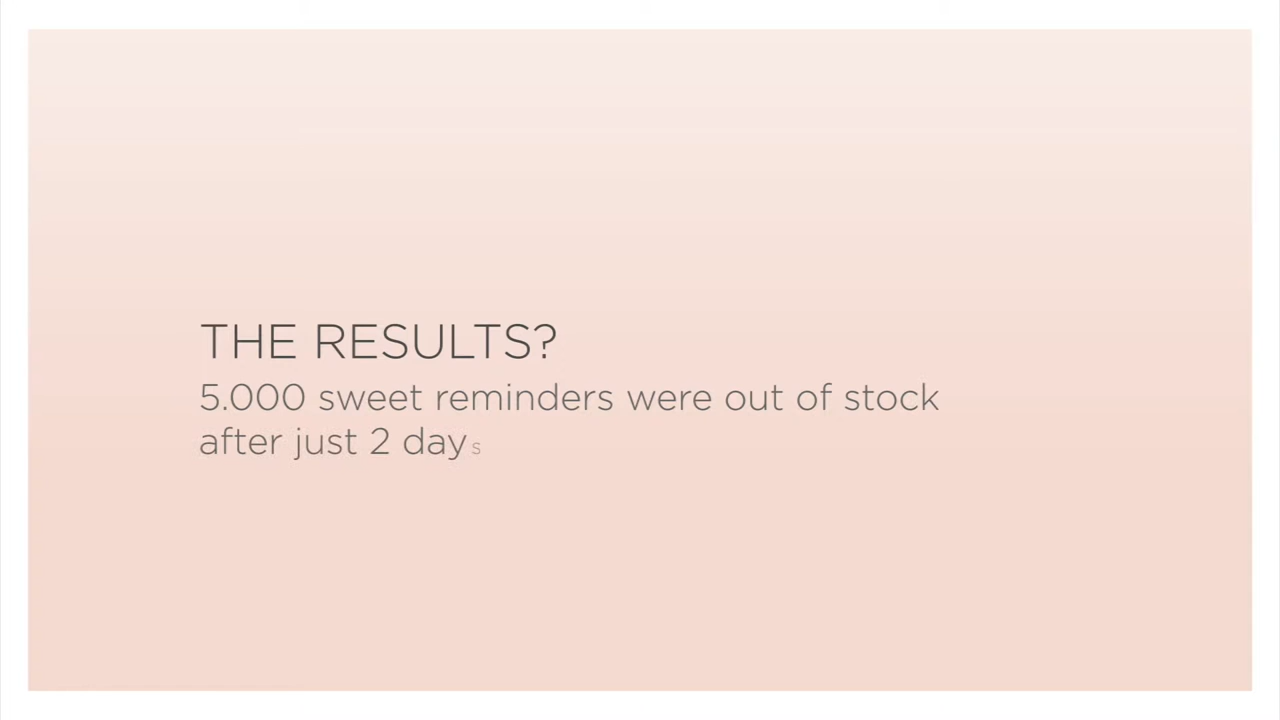 THE RESULTS?
5.000 sweet reminders were out of stock
after just 2 days